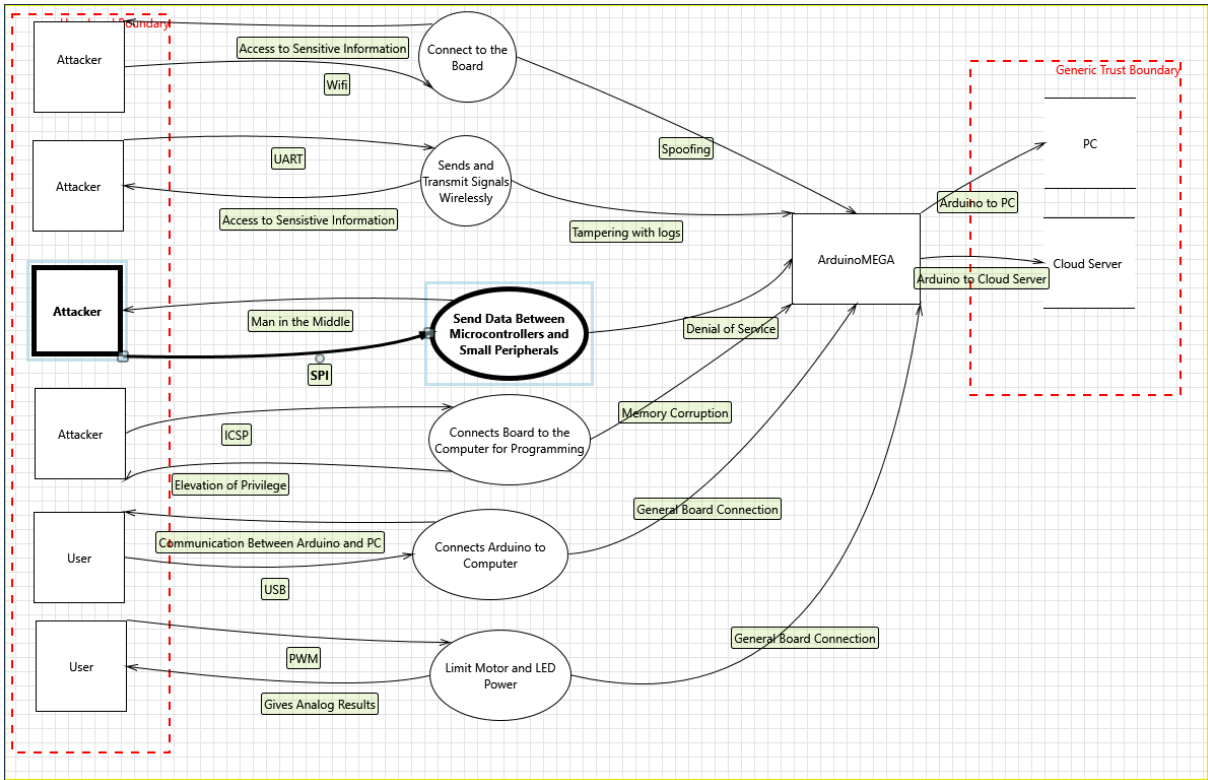 Boundary
Attacker
Access to Sensitive Information
Wifi
Connect to the
Board
Generic Trust Boundary
Spoofing
PC
Attacker
UART
Access to Sensistive Information
Sends and
Transmit Signals
Wirelessly
Tampering with logs
Arduino to PC
ArduinoMEGA
Cloud Server
Arduino to Cloud Server
Attacker
Man in the Middle
SPI
Send Data Between
Microcontrollers and
Small Peripherals
Denial of Service
Attacker
ICSP
Elevation of Privilege
Connects Board to the
Computer for Programming
Memory Corruption
User
Communication Between Arduino and PC
USB
Connects Arduino to
Computer
General Board Connection
User
PWM
Gives Analog Results
Limit Motor and LED
Power
General Board Connection